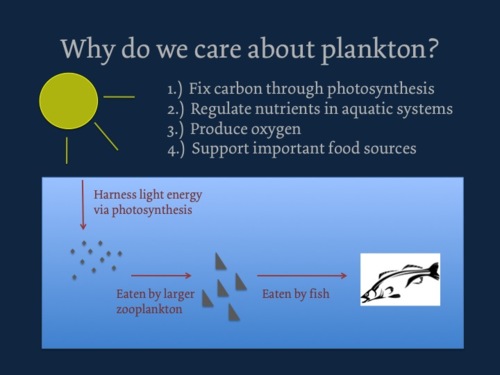 Why do we care about plankton?
1.) Fix carbon through photosynthesis
2.) Regulate nutrients in aquatic systems
3.) Produce oxygen
4.) Support important food sources
Harness light energy
via photosynthesis
Eaten by larger
zooplankton
Eaten by fish